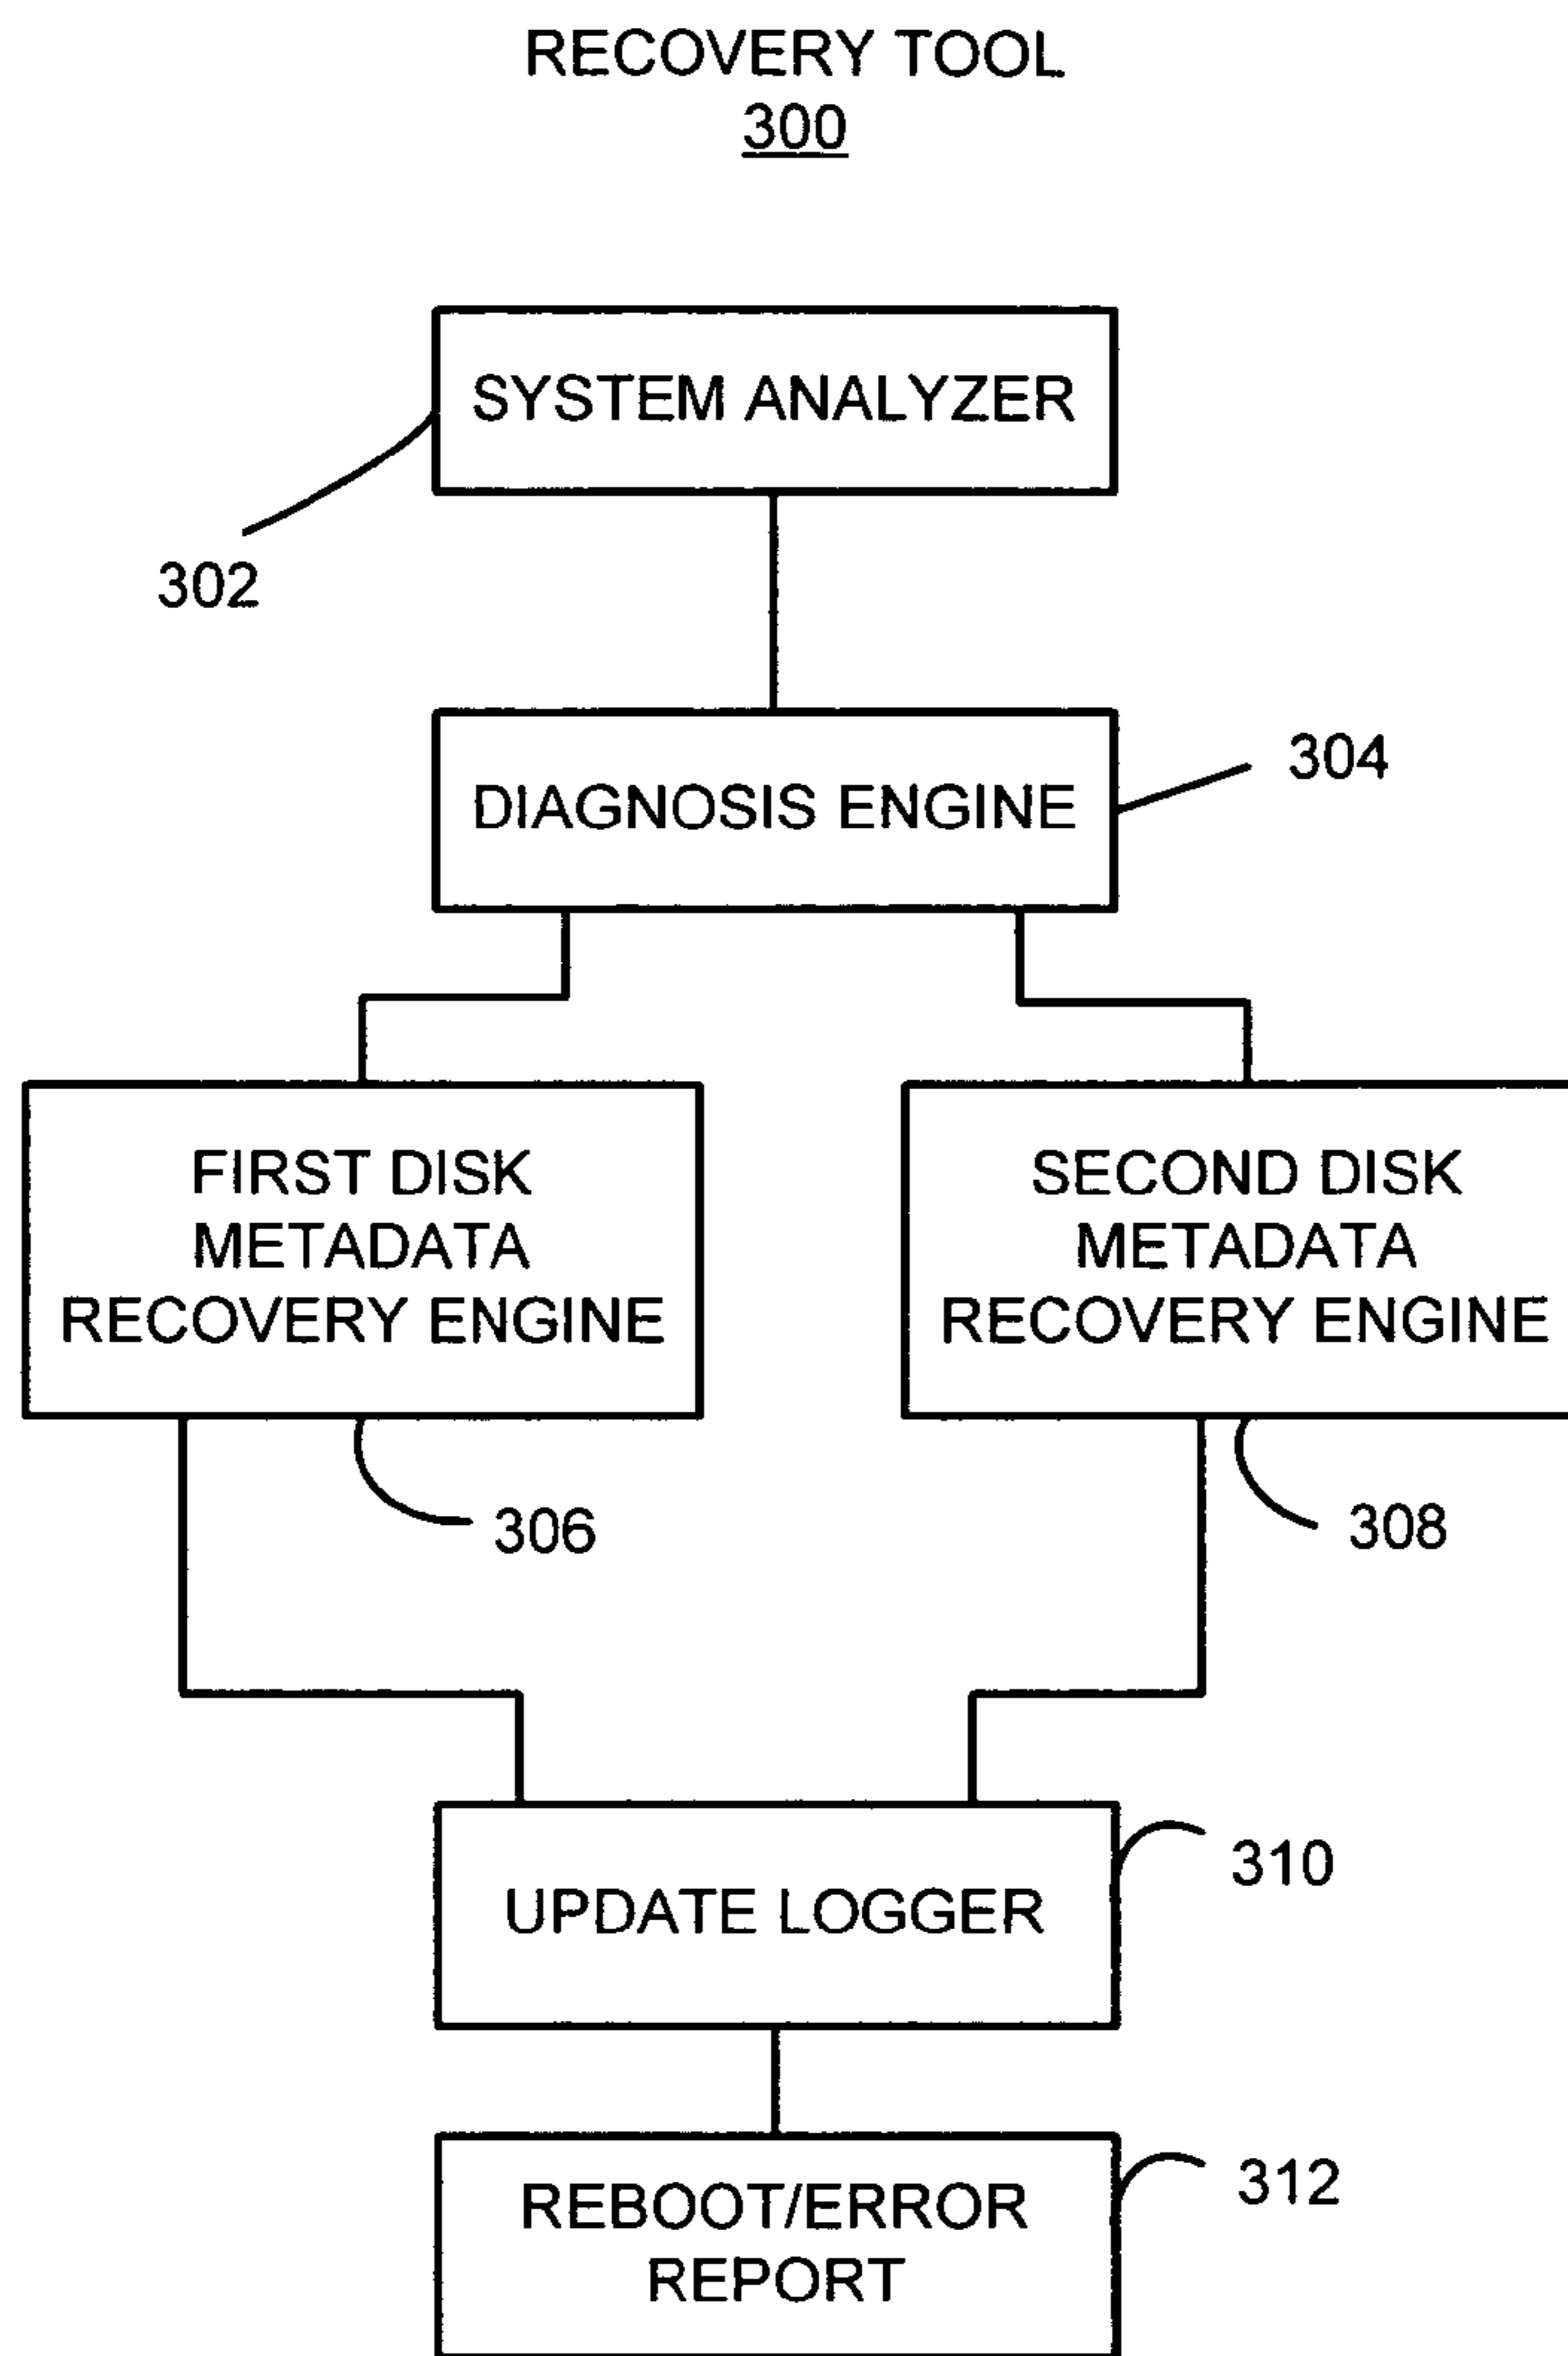 RECOVERY TOOL
300
SYSTEM ANALYZER
302
304
DIAGNOSIS ENGINE
FIRST DISK
METADATA
RECOVERY ENGINE
SECOND DISK
METADATA
RECOVERY ENGINE
306
308
310
UPDATE LOGGER
312
REBOOT/ERROR
REPORT